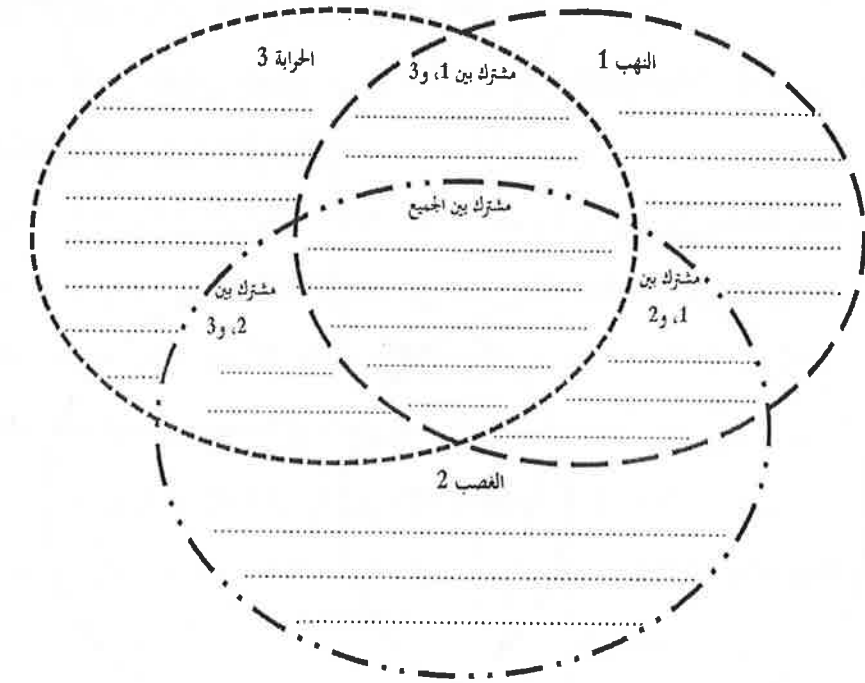 النهب 1
مشترك بين 1، و3
الحرابة 3
مشترك بين الجميع
مشترك بين
1، و2
مشترك بين
2، و3
الغصب 2